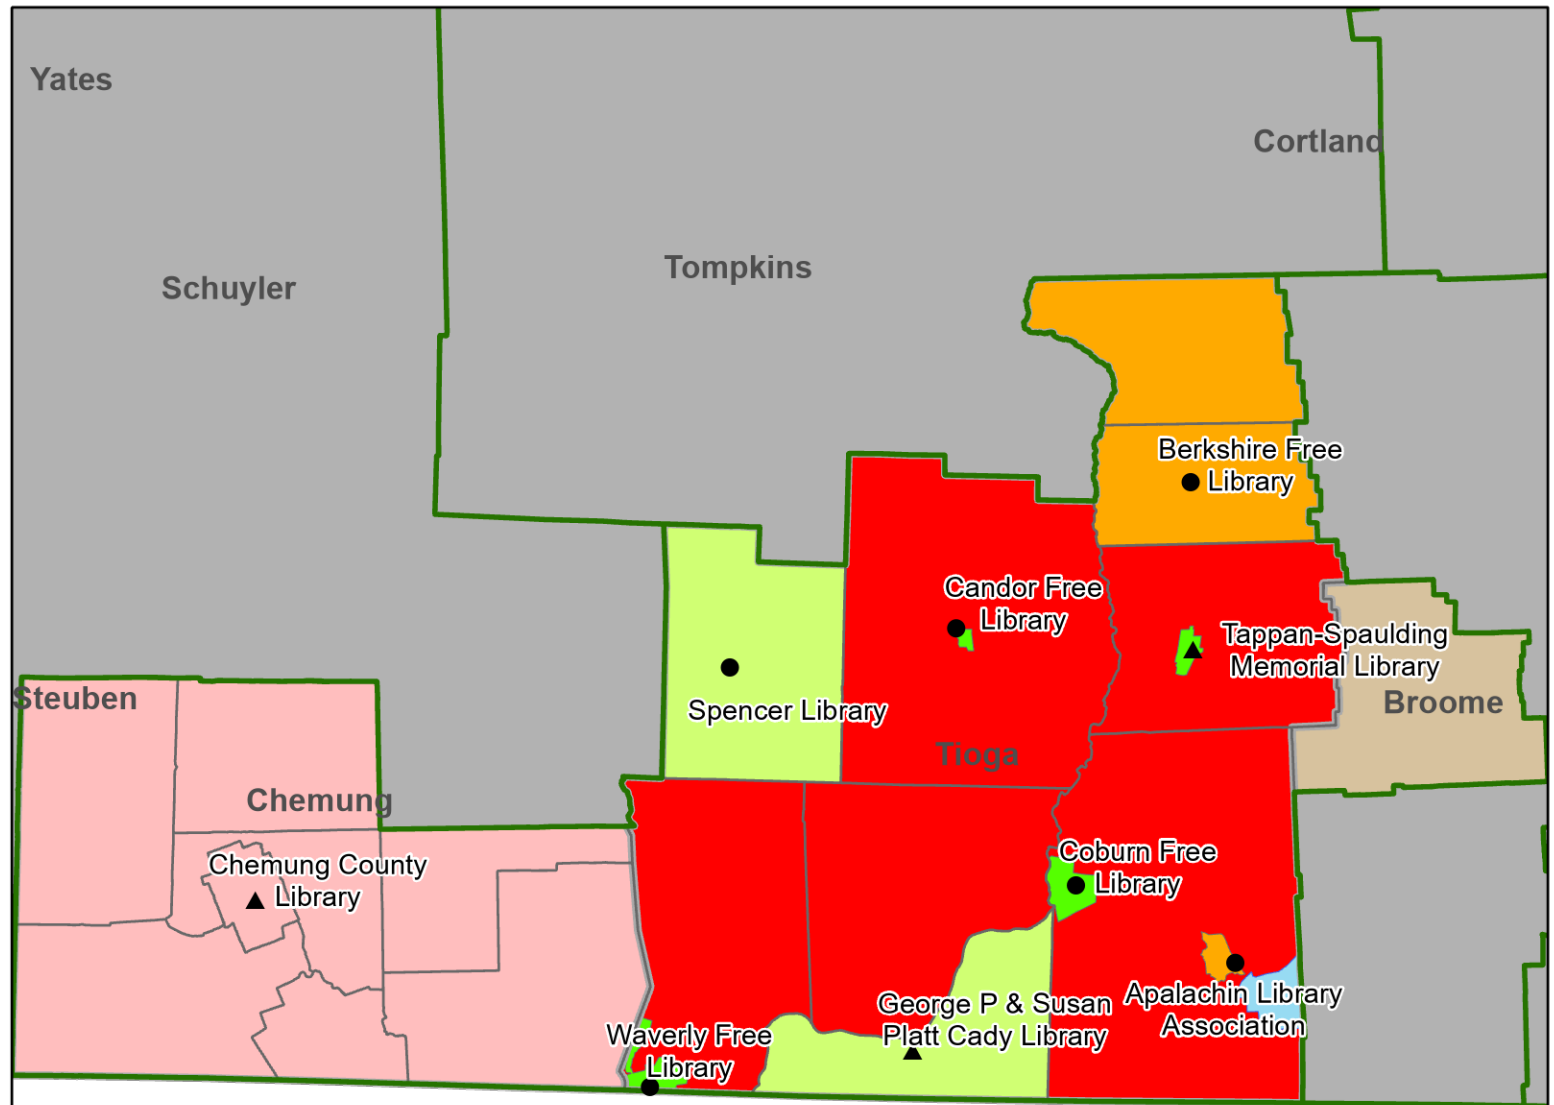 Yates
Cortland
Tompkins
Schuyler
Berkshire Free
Library
Candor Free
Library
Tappan-Spaulding
Memorial Library
Steuben
Spencer Library
Broome
Tioga
Chemung
Chemung County
Library
Coburn Free
Library
George P & Susan
Platt Cady Library
Apalachin Library
Association
Waverly Free
Library